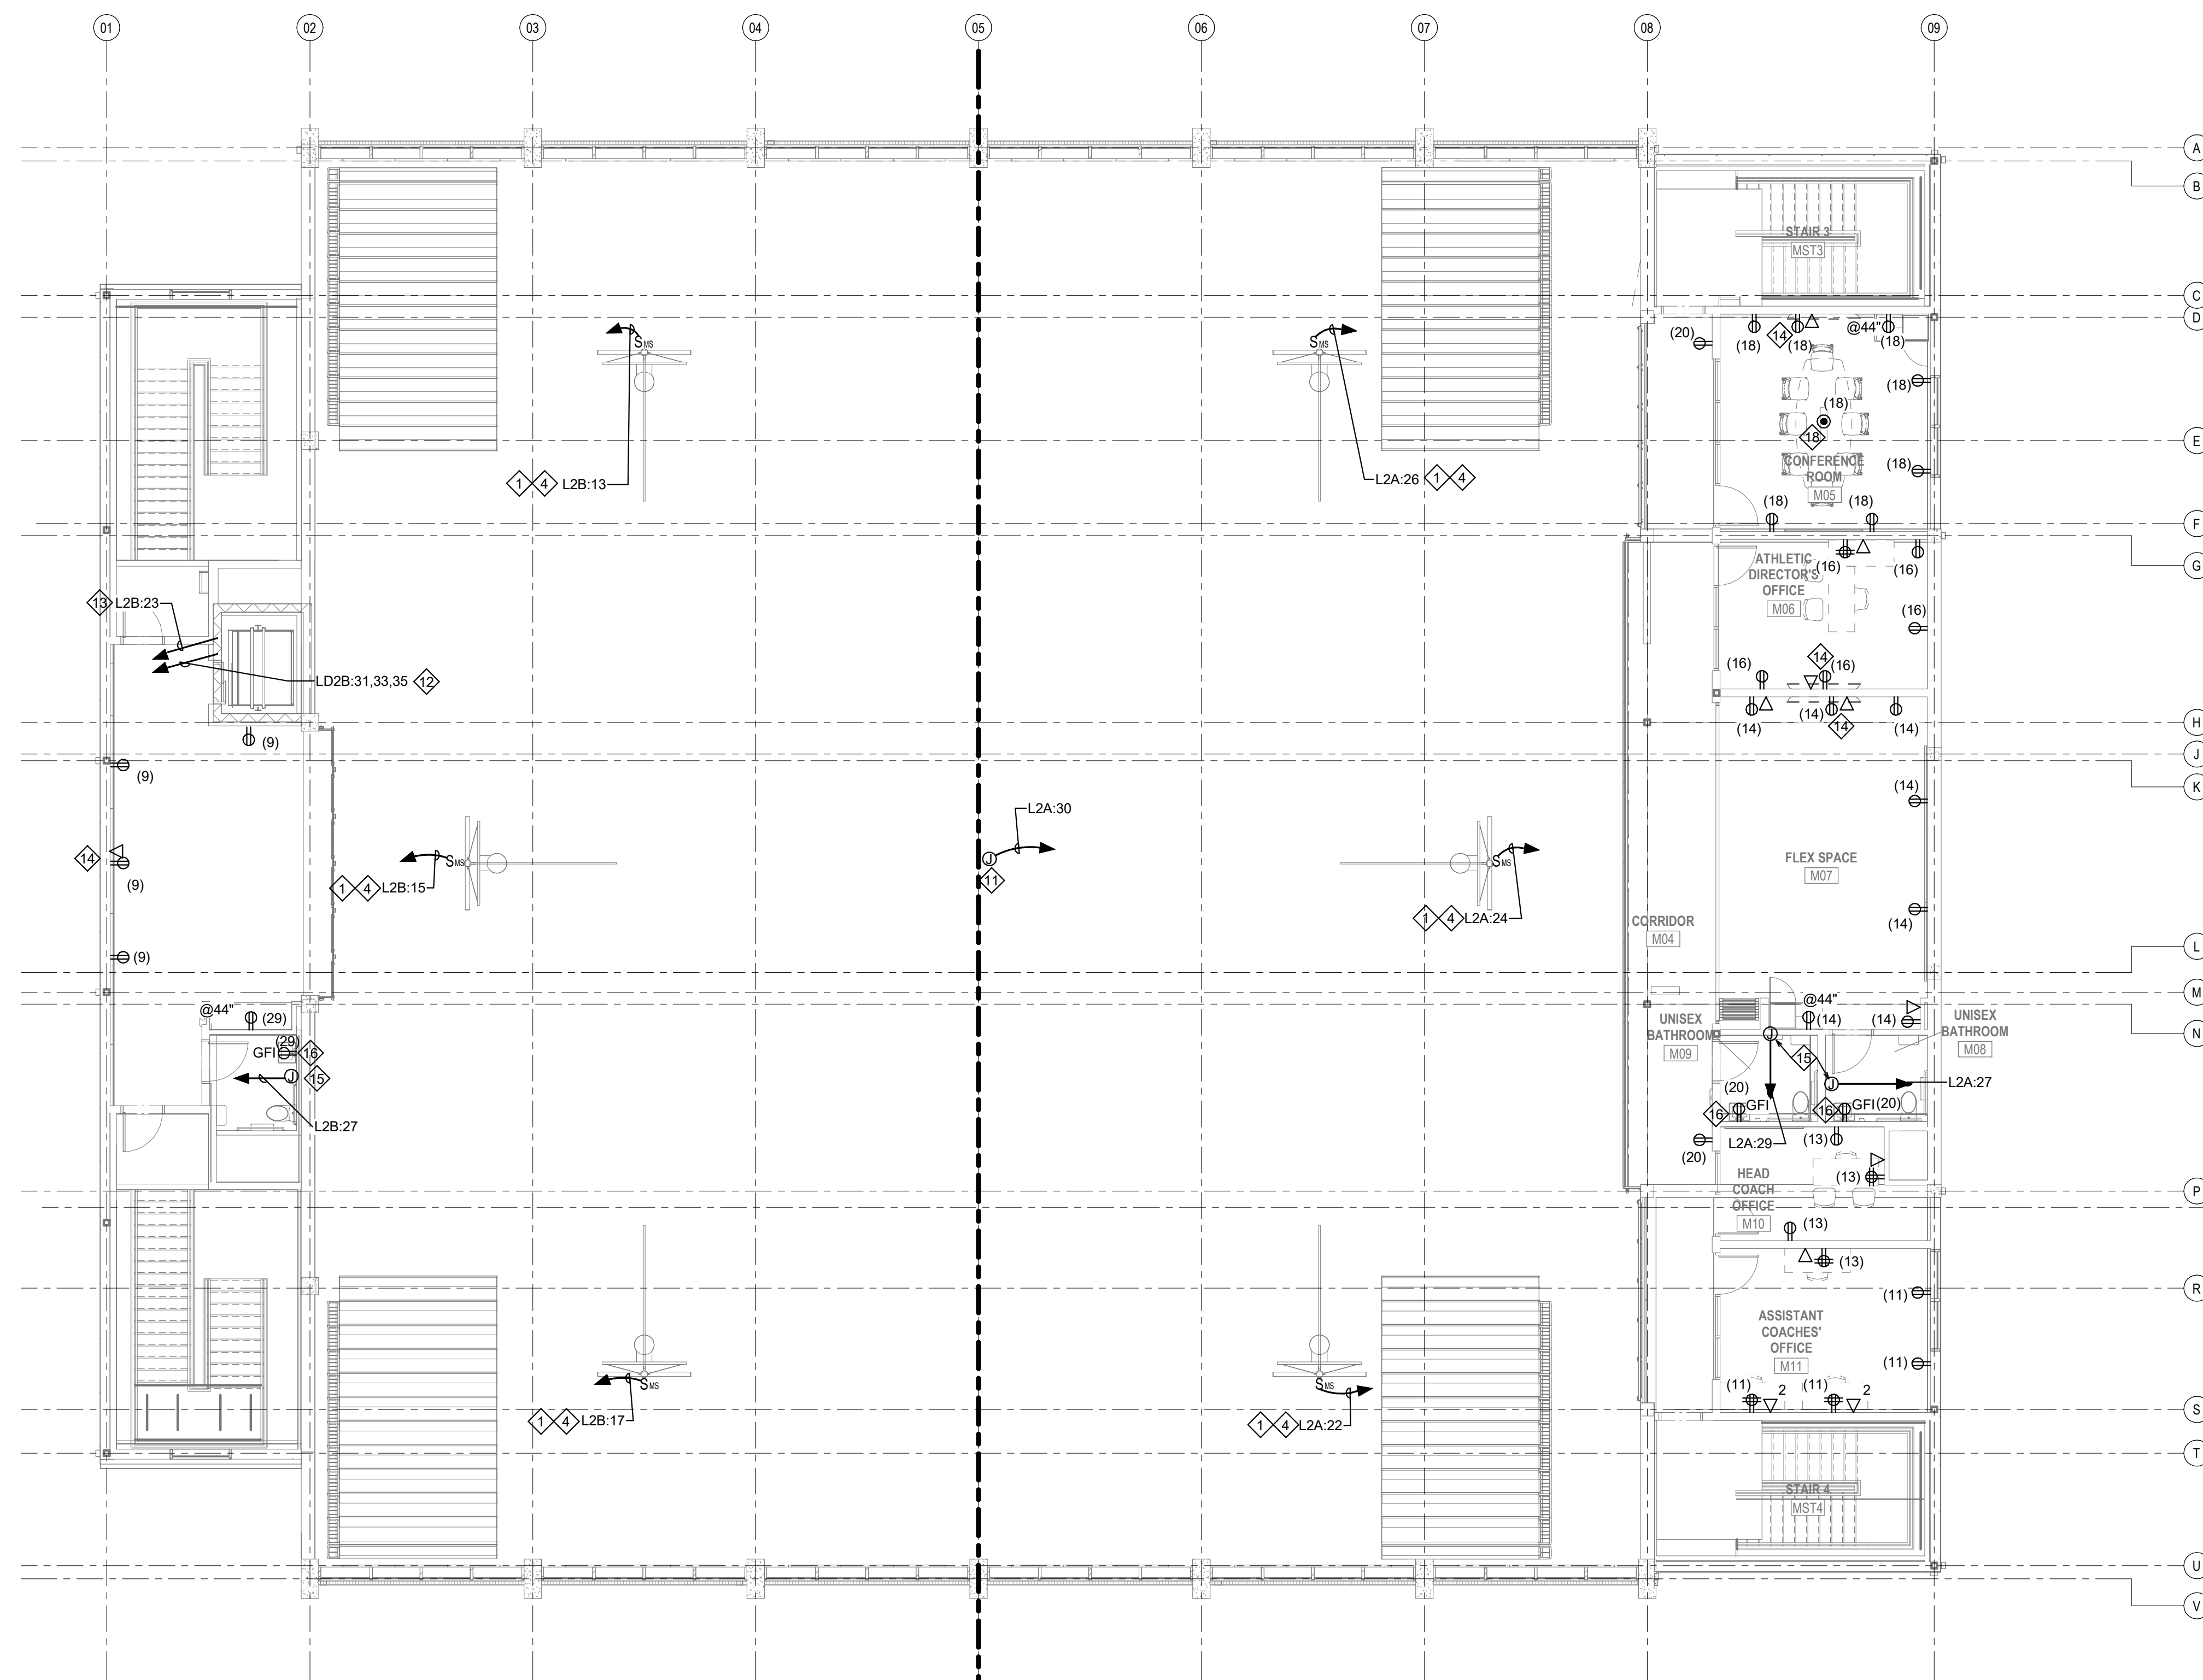 01 02 03 04 05 06 07 08 09
A
B
STAIR 3
MST3
C
D
(20)
(18)
14
(18)
@44"
(18)
(18)
(18)
18
E
CONFERENCE
ROOM
M05
(18)
(18)
(18)
F
S MS
1 4 L2B:13
S MS
L2A:26 1 4
(16)
(16)
ATHLETIC
DIRECTOR'S
OFFICE
M06
G
(16)
14
(16)
(16)
13 L2B:23
LD2B:31,33,35 12
(14)
(14)
14
(14)
H
(9)
(9)
J
K
(14)
L2A:30
J
11
14
(9)
S MS
1 4 L2B:15
S MS
1 4 L2A:24
FLEX SPACE
M07
(14)
CORRIDOR
M04
L
(9)
M
@44"
(29)
(29)
GFI 16
J 15
L2B:27
@44"
(14)
(14)
UNISEX
BATHROOM
M09
UNISEX
BATHROOM
M08
N
J
15
J
L2A:27
(20)
16 GFI
16 GFI (20)
L2A:29
(20)
(13)
(13)
HEAD
COACH
OFFICE
M10
P
(13)
(13)
R
(11)
ASSISTANT
COACHES'
OFFICE
M11
(11)
(11)
2
(11)
2
S
S MS
1 4 L2B:17
S MS
1 4 L2A:22
T
STAIR 4
MST4
U
V